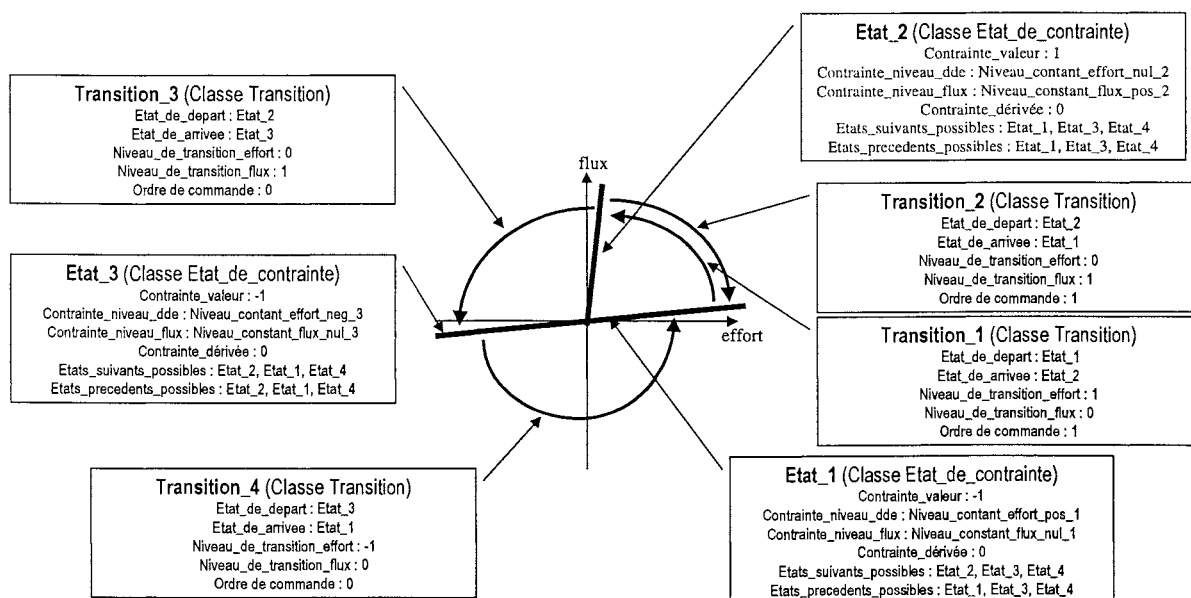 Etat_2 (Classe Etat_de_contrainte)
Contrainte_valeur : 1
Contrainte_niveau_dde : Niveau_contant_effort_nul_2
Contrainte_niveau_flux : Niveau_constant_flux_pos_2
Contrainte_dérivée : 0
Etats_suivants_possibles : Etat_1, Etat_3, Etat_4
Etats_precedents_possibles : Etat_1, Etat_3, Etat_4
Transition_3 (Classe Transition)
Etat_de_depart : Etat_2
Etat_de_arrivee : Etat_3
Niveau_de_transition_effort : 0
Niveau_de_transition_flux : 1
Ordre de commande : 0
flux
Transition_2 (Classe Transition)
Etat_de_depart : Etat_2
Etat_de_arrivee : Etat_1
Niveau_de_transition_effort : 0
Niveau_de_transition_flux : 1
Ordre de commande : 1
Etat_3 (Classe Etat_de_contrainte)
Contrainte_valeur : -1
Contrainte_niveau_dde : Niveau_contant_effort_neg_3
Contrainte_niveau_flux : Niveau_constant_flux_nul_3
Contrainte_dérivée : 0
Etats_suivants_possibles : Etat_2, Etat_1, Etat_4
Etats_precedents_possibles : Etat_2, Etat_1, Etat_4
effort
Transition_1 (Classe Transition)
Etat_de_depart : Etat_1
Etat_de_arrivee : Etat_2
Niveau_de_transition_effort : 1
Niveau_de_transition_flux : 0
Ordre de commande : 1
Transition_4 (Classe Transition)
Etat_de_depart : Etat_3
Etat_de_arrivee : Etat_1
Niveau_de_transition_effort : -1
Niveau_de_transition_flux : 0
Ordre de commande : 0
Etat_1 (Classe Etat_de_contrainte)
Contrainte_valeur : -1
Contrainte_niveau_dde : Niveau_contant_effort_pos_1
Contrainte_niveau_flux : Niveau_constant_flux_nul_1
Contrainte_dérivée : 0
Etats_suivants_possibles : Etat_2, Etat_3, Etat_4
Etats_precedents_possibles : Etat_1, Etat_3, Etat_4